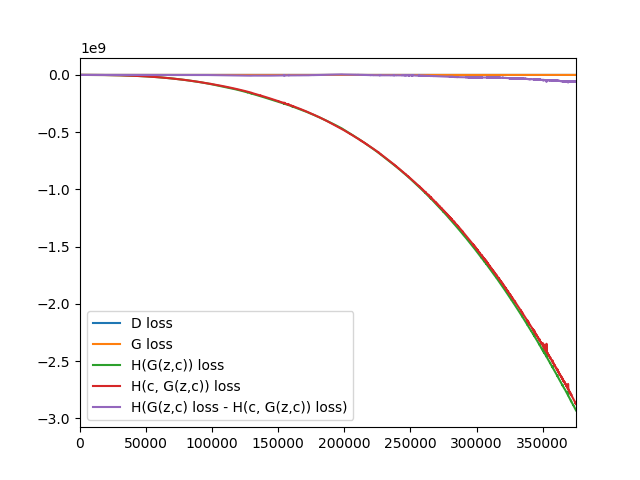 1e9
0.0
−0.5
−1.0
−1.5
−2.0
−2.5
−3.0
D loss
G loss
H(G(z,c)) loss
H(c, G(z,c)) loss
H(G(z,c) loss - H(c, G(z,c)) loss)
0 50000 100000 150000 200000 250000 300000 350000